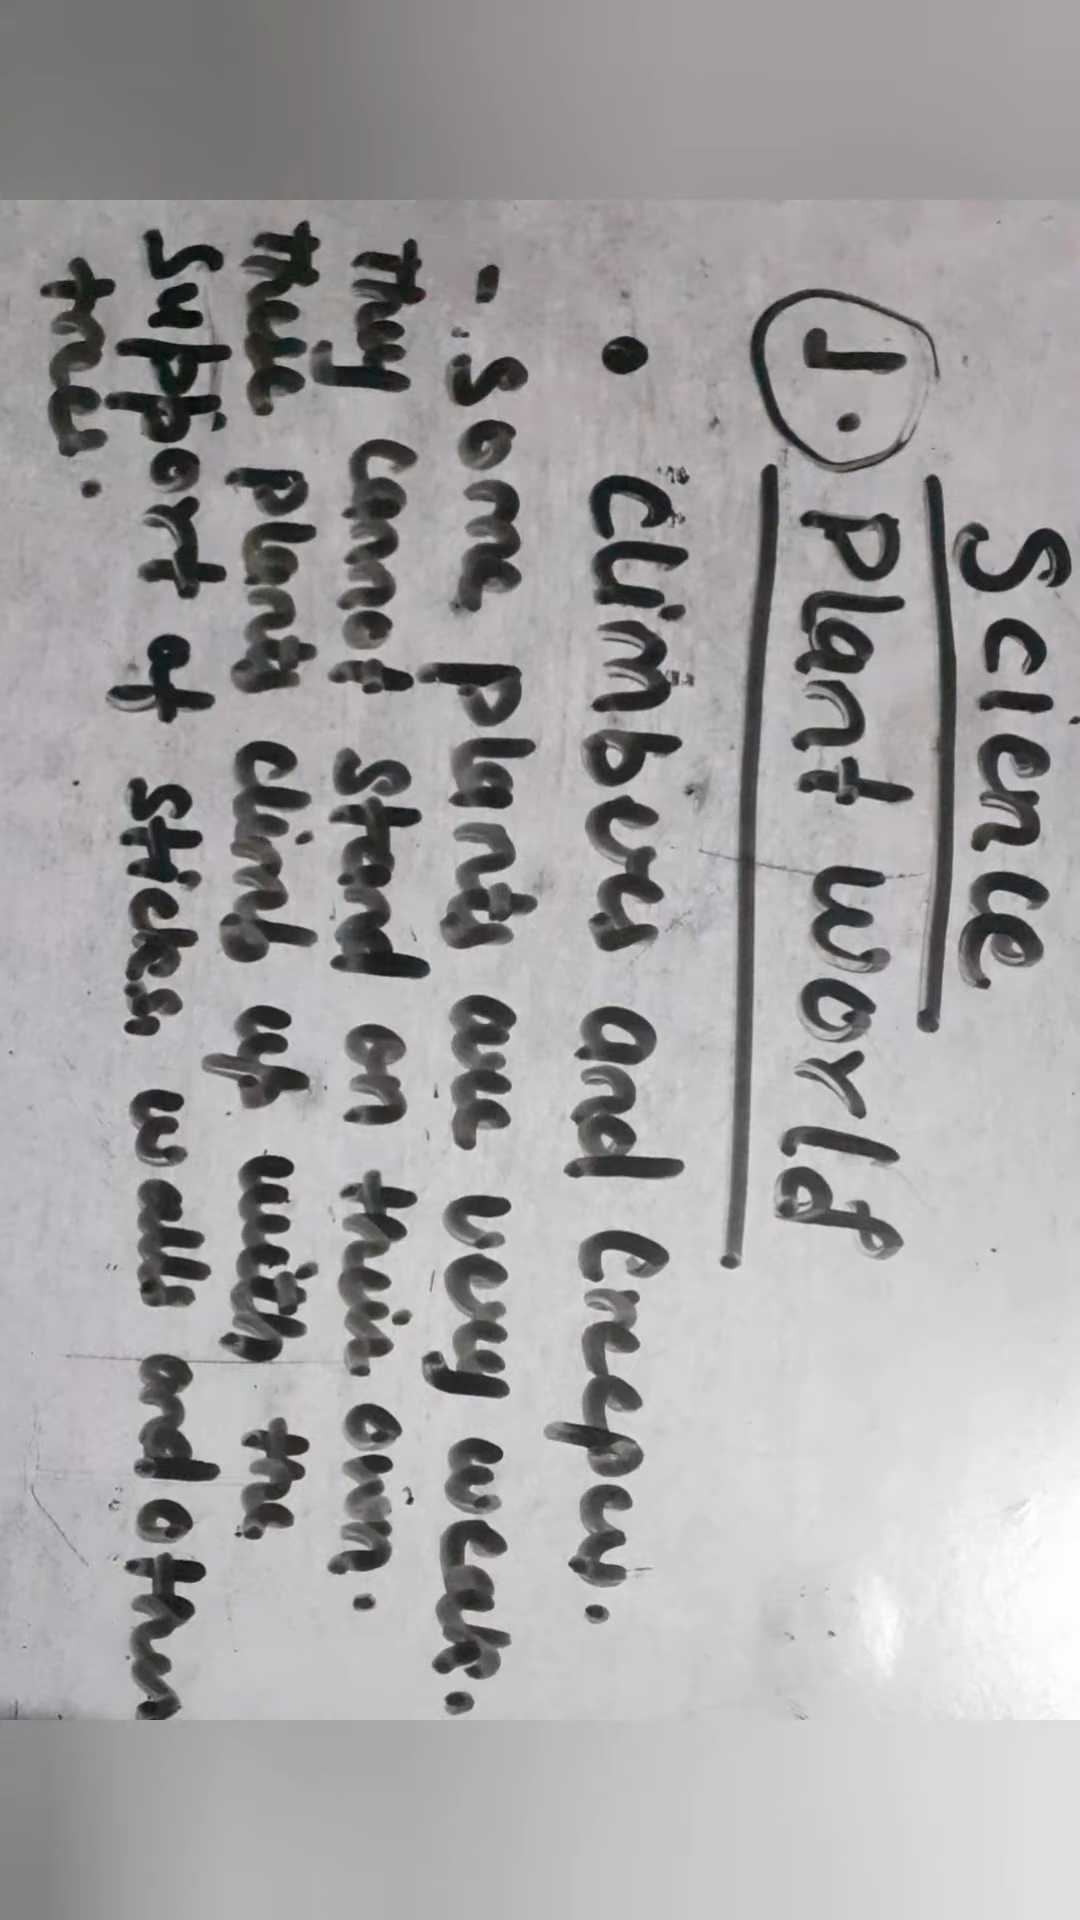 Science
1. Plant world
• Climbers and Creeper.
- Some plants are very weak.
They cannot stand on their own.
These plants climb up with the
support of sticks, walls and other
trees.